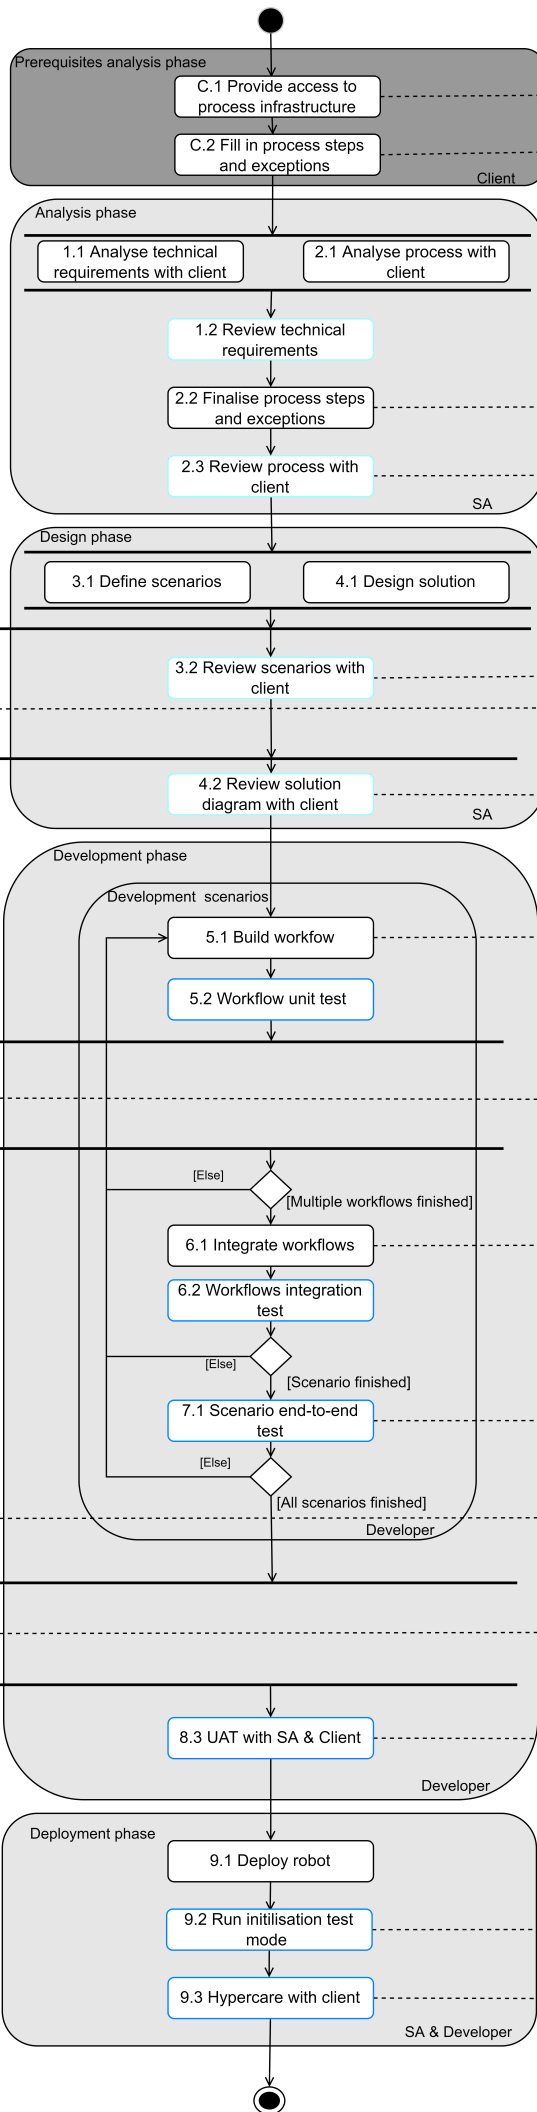 Prerequisites analysis phase
C.1 Provide access to
process infrastructure
C.2 Fill in process steps
and exceptions
Client
Analysis phase
1.1 Analyse technical
requirements with client
2.1 Analyse process with
client
1.2 Review technical
requirements
2.2 Finalise process steps
and exceptions
2.3 Review process with
client
SA
Design phase
3.1 Define scenarios
4.1 Design solution
3.2 Review scenarios with
client
4.2 Review solution
diagram with client
SA
Development phase
Development scenarios
5.1 Build workfow
5.2 Workflow unit test
[Else]
[Multiple workflows finished]
6.1 Integrate workflows
6.2 Workflows integration
test
[Else]
[Scenario finished]
7.1 Scenario end-to-end
test
[Else]
[All scenarios finished]
Developer
8.3 UAT with SA & Client
Developer
Deployment phase
9.1 Deploy robot
9.2 Run initilisation test
mode
9.3 Hypercare with client
SA & Developer